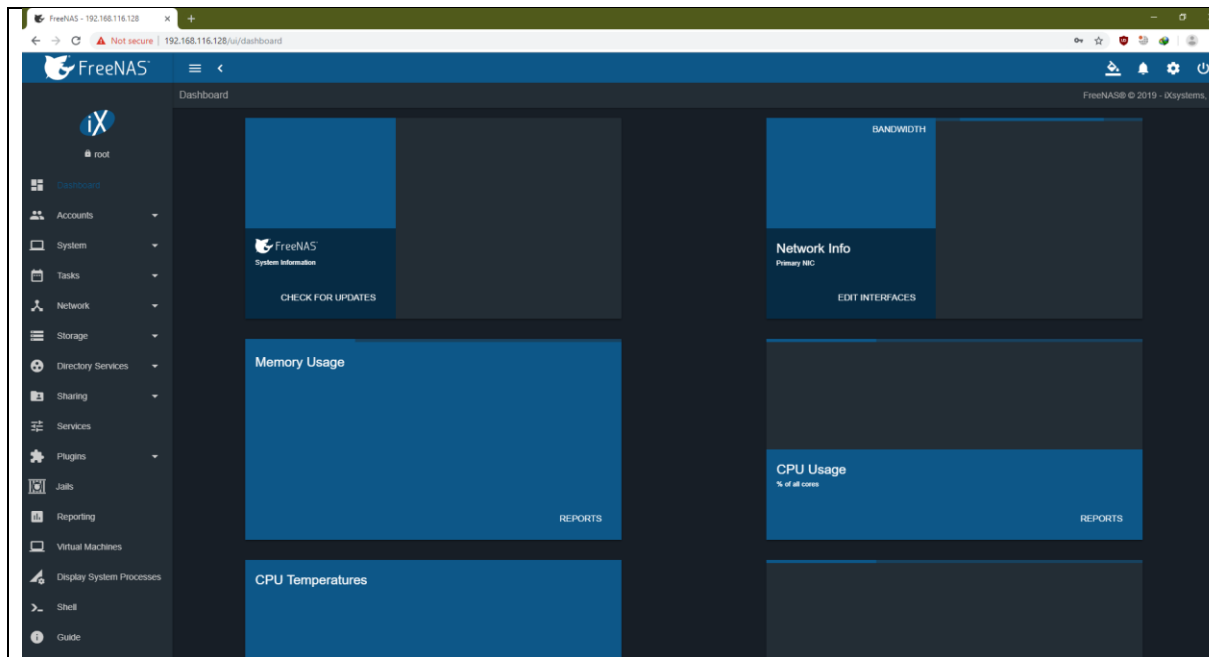 FreeNAS - 192.168.116.128
Not secure
192.168.116.128/ui/dashboard
FreeNAS
Dashboard
FreeNAS® © 2019 - iXsystems,
iX
root
Dashboard
Accounts
System
Tasks
Network
Storage
Directory Services
Sharing
Services
Plugins
Jails
Reporting
Virtual Machines
Display System Processes
Shell
Guide
FreeNAS
System Information
CHECK FOR UPDATES
BANDWIDTH
Network Info
Primary NIC
EDIT INTERFACES
Memory Usage
REPORTS
CPU Usage
% of all cores
REPORTS
CPU Temperatures